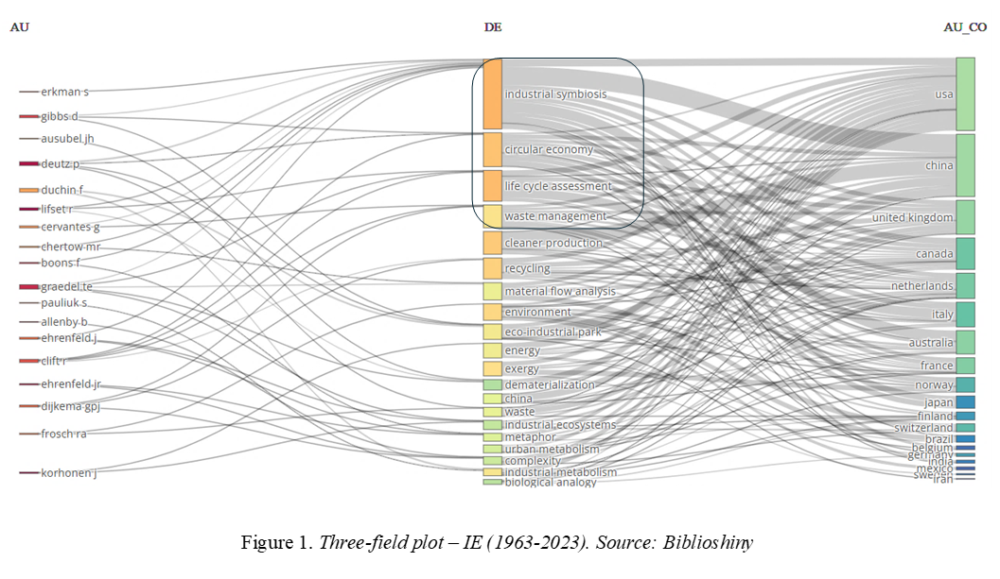 AU
DE
AU_CO
erkman s
gibbs d
ausubel jh
deutz p
duchin f
lifset r
cervantes g
chertow mr
boons f
graedel te
pauliuk s
allenby b
ehrenfeld j
clift r
ehrenfeld jr
dijkema gpj
frosch ra
korhonen j
industrial symbiosis
circular economy
life cycle assessment
waste management
cleaner production
recycling
material flow analysis
environment
eco-industrial park
energy
exergy
dematerialization
china
waste
industrial ecosystems
metaphor
urban metabolism
complexity
industrial metabolism
biological analogy
usa
china
united kingdom
canada
netherlands
italy
australia
france
norway
japan
finland
switzerland
brazil
belgium
germany
india
mexico
sweden
iran
Figure 1. Three-field plot – IE (1963-2023). Source: Biblioshiny